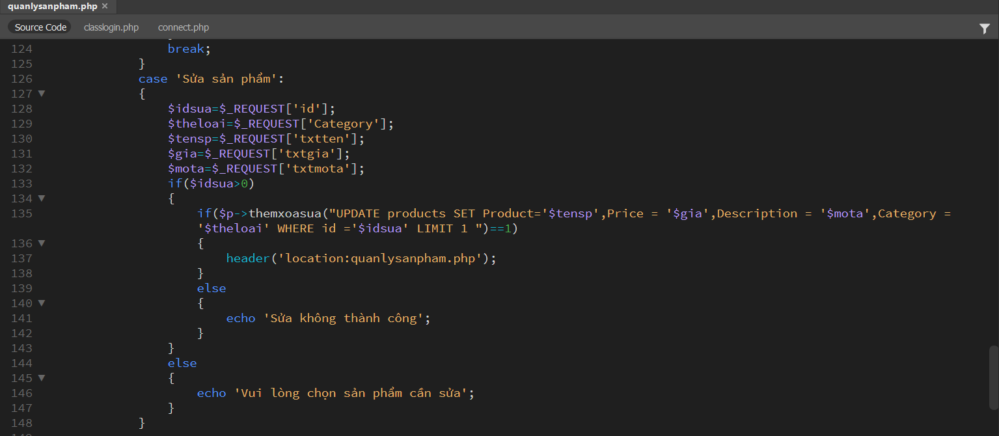 quanlysanpham.php ×
Source Code classlogin.php connect.php
124 break;
125 }
126 case 'Sửa sản phẩm':
127 {
128 $idsua=$_REQUEST['id'];
129 $theloai=$_REQUEST['Category'];
130 $tensp=$_REQUEST['txtten'];
131 $gia=$_REQUEST['txtgia'];
132 $mota=$_REQUEST['txtmota'];
133 if($idsua>0)
134 {
135 if($p->themxoasua("UPDATE products SET Product='$tensp',Price = '$gia',Description = '$mota',Category =
'$theloai' WHERE id ='$idsua' LIMIT 1 ")==1)
136 {
137 header('location:quanlysanpham.php');
138 }
139 else
140 {
141 echo 'Sửa không thành công';
142 }
143 }
144 else
145 {
146 echo 'Vui lòng chọn sản phẩm cần sửa';
147 }
148 }